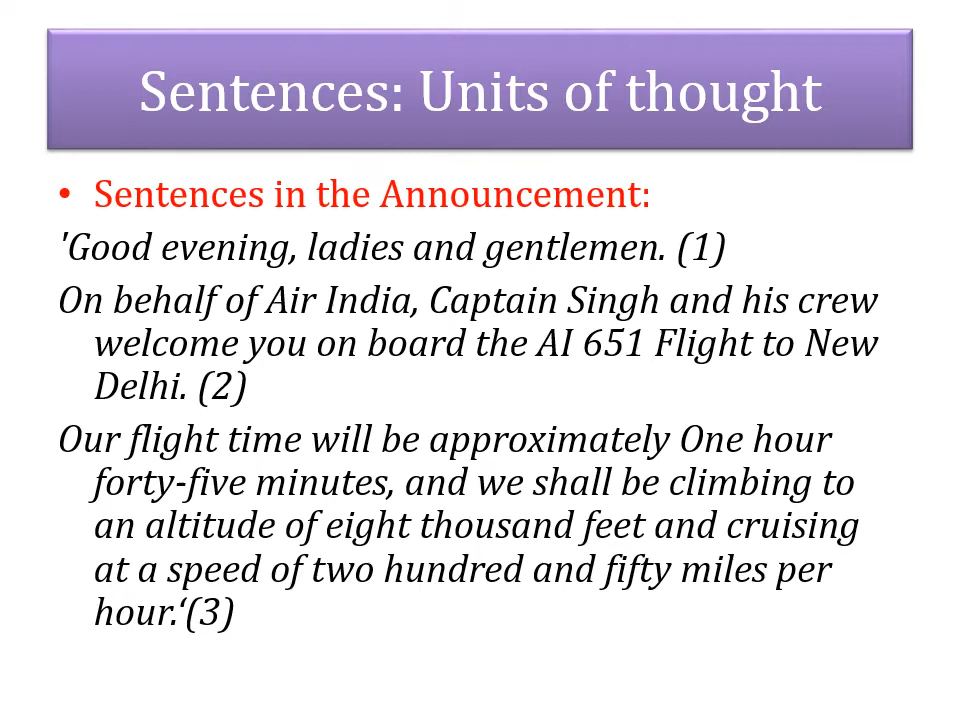 Sentences: Units of thought
• Sentences in the Announcement:
'Good evening, ladies and gentlemen. (1)
On behalf of Air India, Captain Singh and his crew
welcome you on board the AI 651 Flight to New
Delhi. (2)
Our flight time will be approximately One hour
forty-five minutes, and we shall be climbing to
an altitude of eight thousand feet and cruising
at a speed of two hundred and fifty miles per
hour.‘(3)